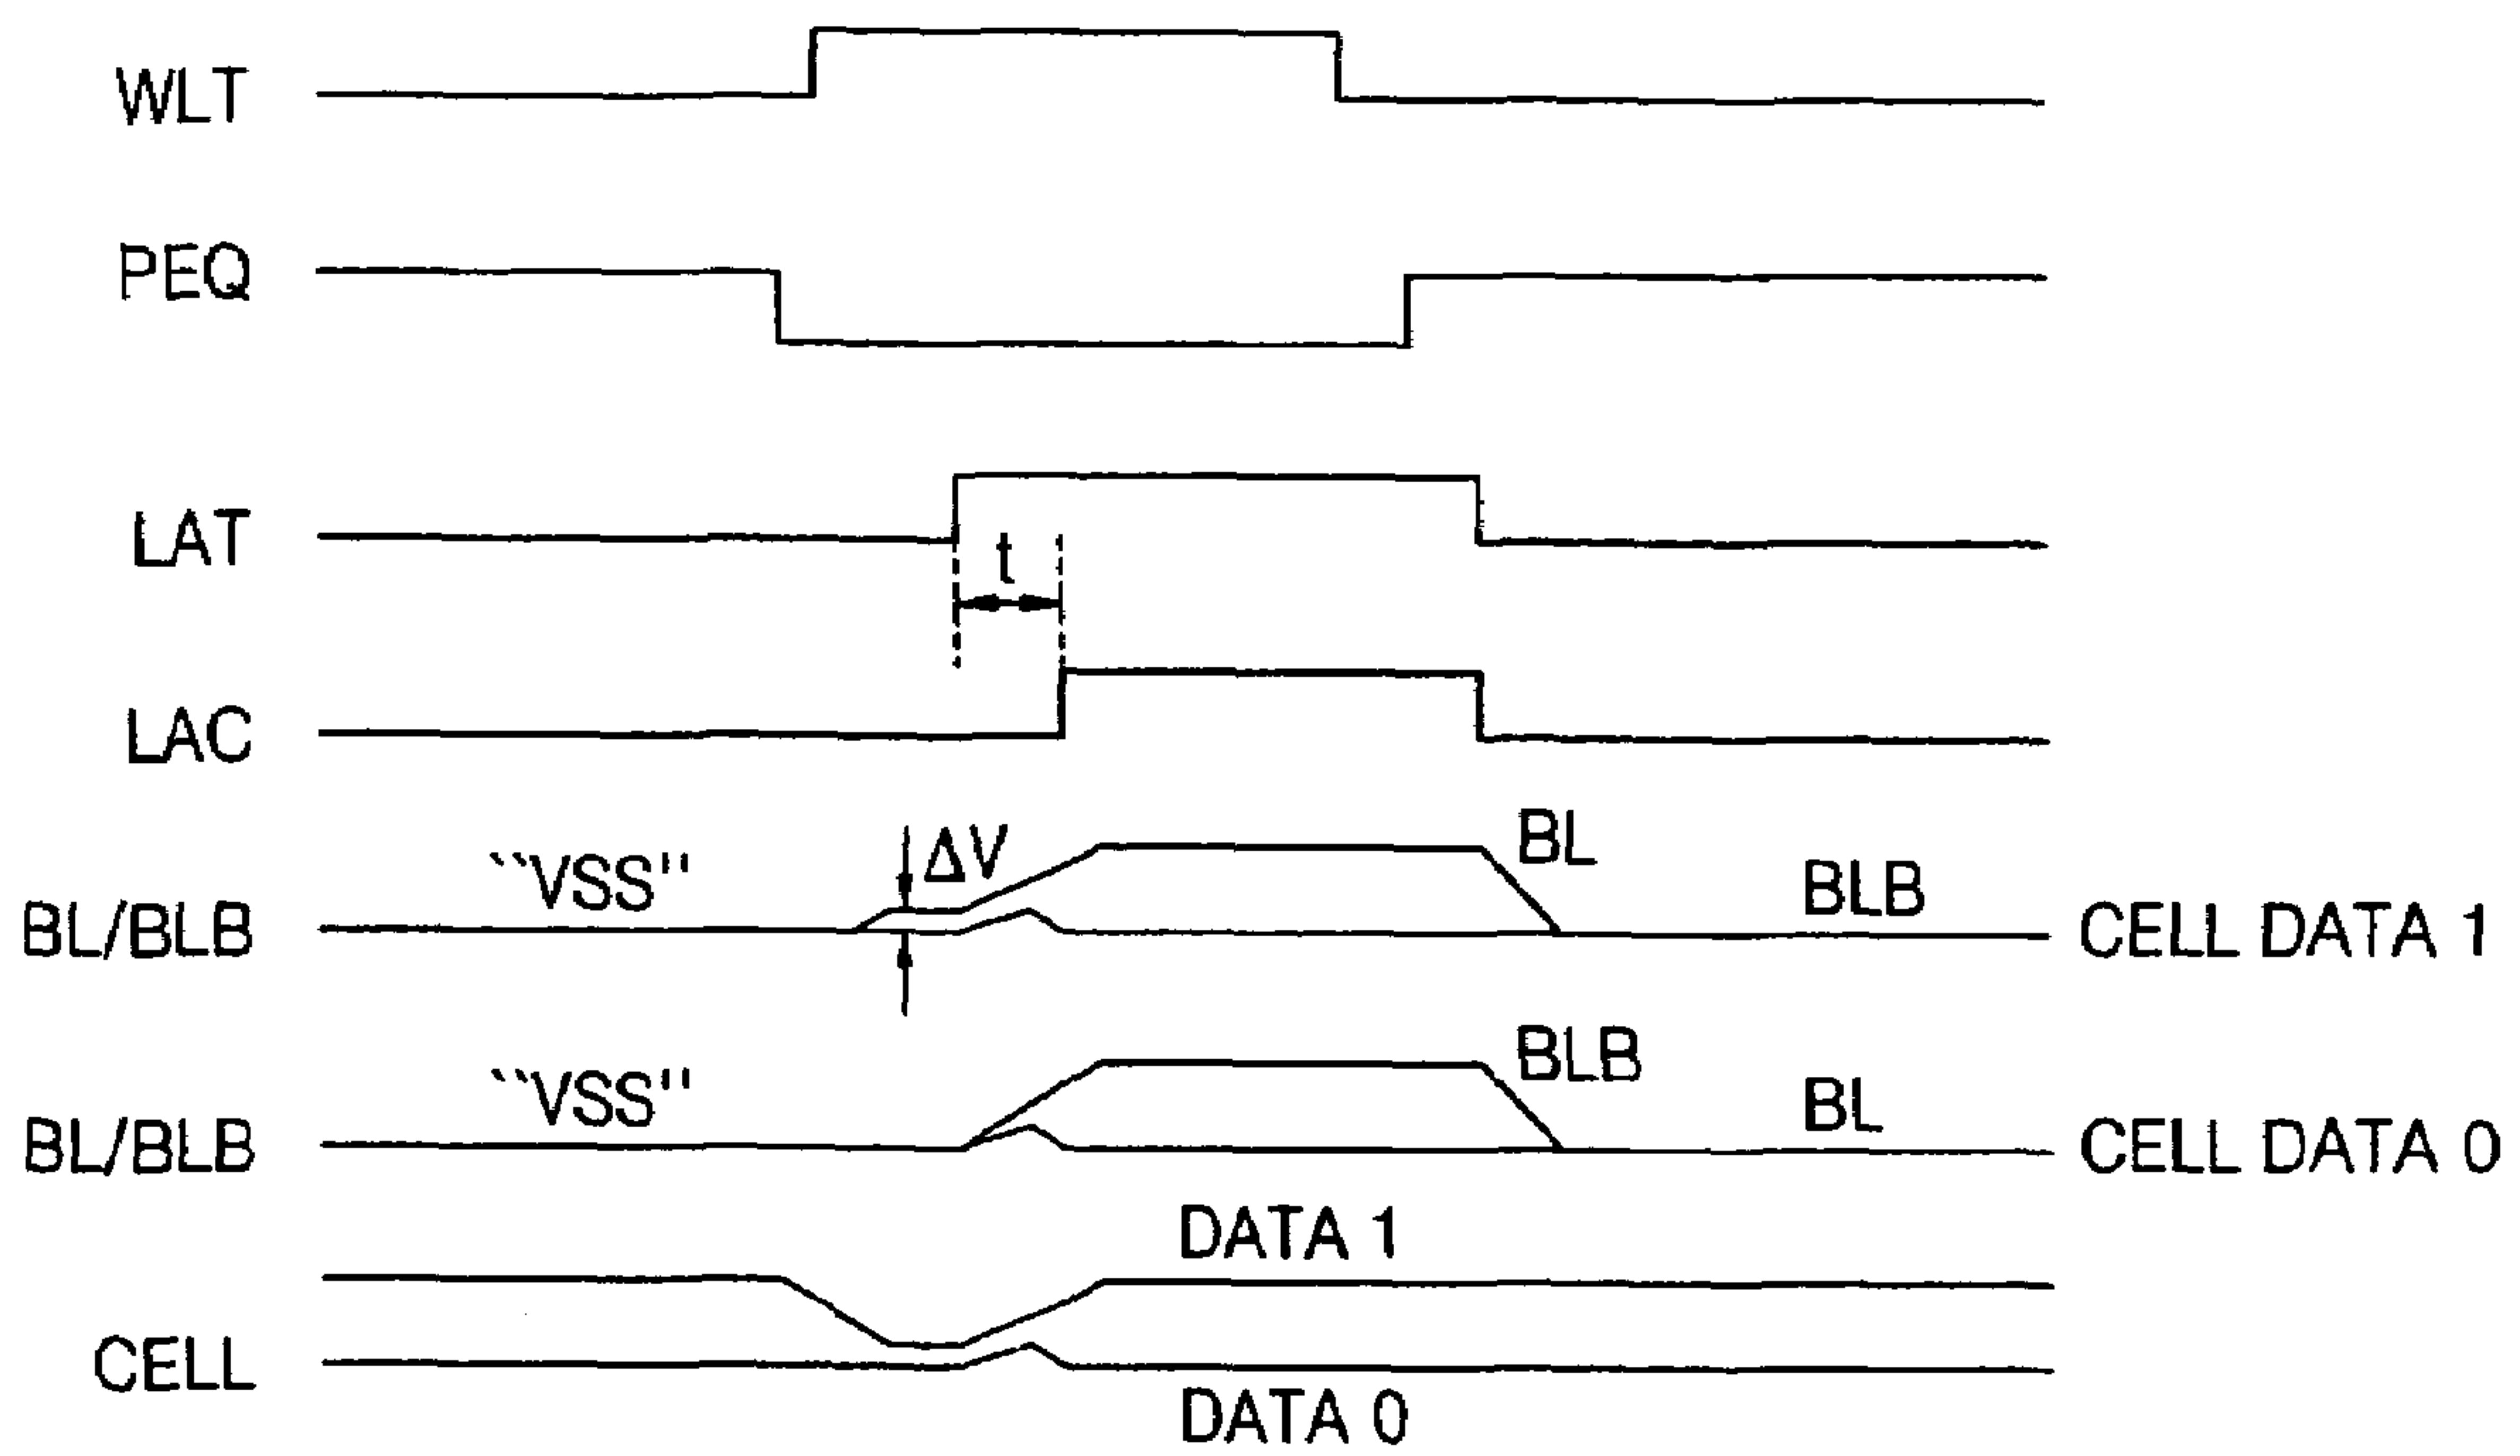 WLT
PEQ
LAT
t
LAC
ΔV
BL
``VSS"
BLB
BL/BLB
CELL DATA 1
BLB
``VSS"
BL
BL/BLB
CELL DATA 0
DATA 1
CELL
DATA 0